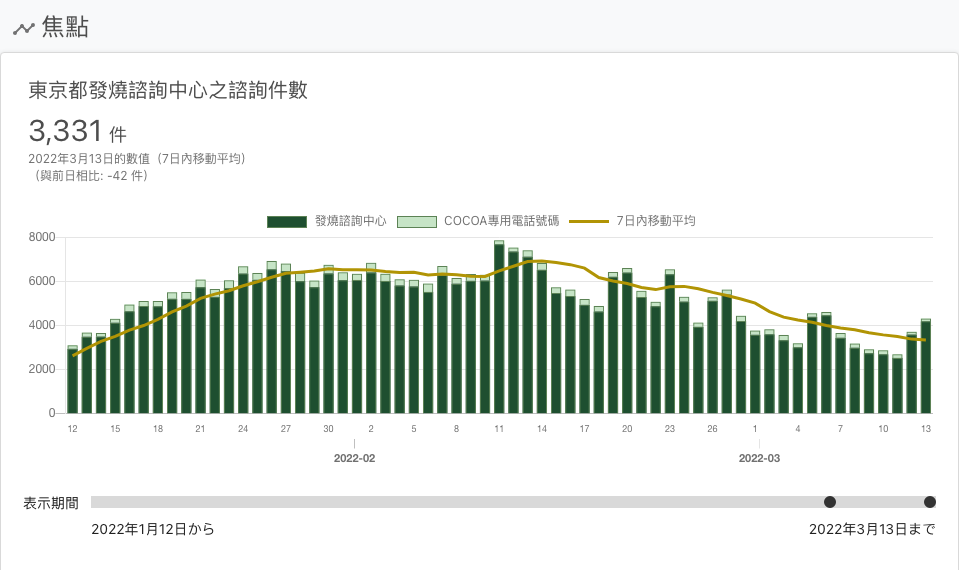 焦點
東京都發燒諮詢中心之諮詢件數
3,331 件
2022年3月13日的數值（7日內移動平均）
（與前日相比: -42 件）
發燒諮詢中心 COCOA專用電話號碼 7日內移動平均
8000
6000
4000
2000
0
12 15 18 21 24 27 30 2 5 8 11 14 17 20 23 26 1 4 7 10 13
2022-02 2022-03
表示期間
2022年1月12日から 2022年3月13日まで